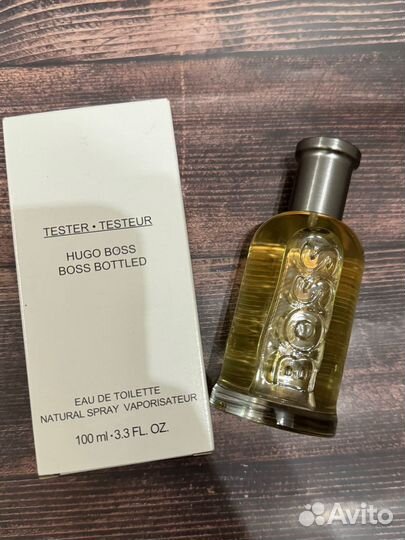 TESTER • TESTEUR
HUGO BOSS
BOSS BOTTLED
EAU DE TOILETTE
NATURAL SPRAY VAPORISATEUR
100 ml • 3.3 FL. OZ.
BOSS
Avito